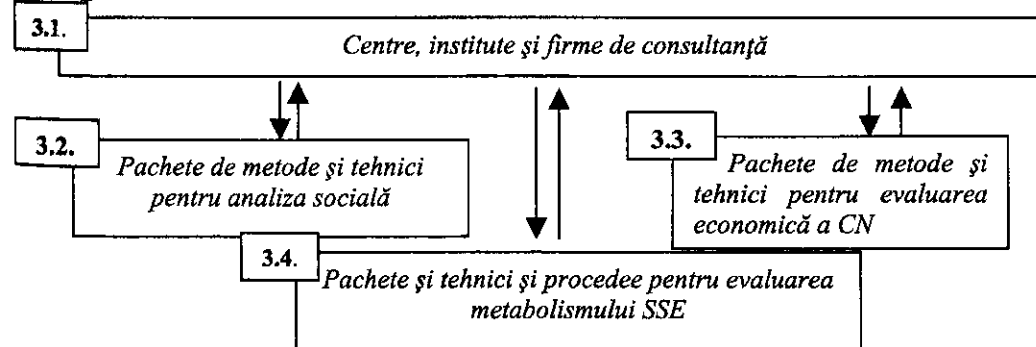 3.1.
Centre, institute şi firme de consultanţă
3.2.
Pachete de metode şi tehnici
pentru analiza socială
3.3.
Pachete de metode şi
tehnici pentru evaluarea
economică a CN
3.4.
Pachete şi tehnici şi procedee pentru evaluarea
metabolismului SSE